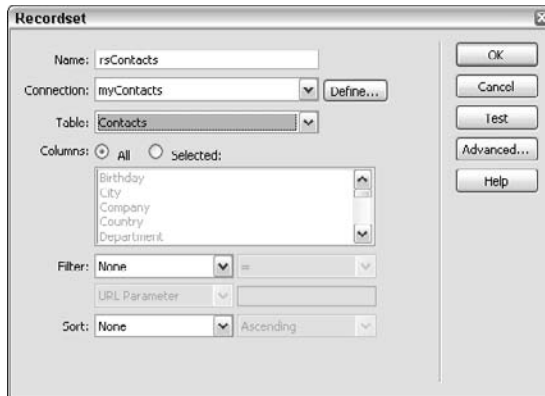 Recordset
Name: rsContacts
Connection: myContacts Define...
Table: Contacts
Columns: All Selected:
Birthday
City
Company
Country
Department
Filter: None =
URL Parameter
Sort: None Ascending
OK
Cancel
Test
Advanced...
Help